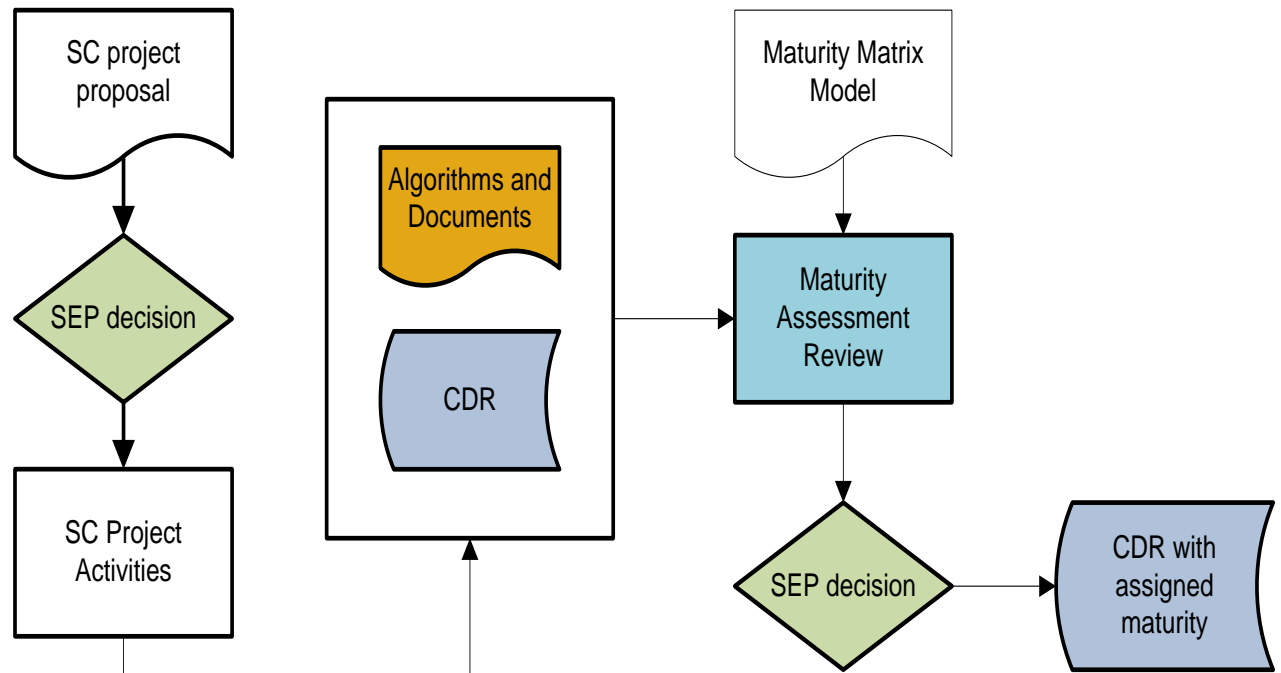 SC project
proposal
SEP decision
SC Project
Activities
Algorithms and
Documents
CDR
Maturity Matrix
Model
Maturity
Assessment
Review
SEP decision
CDR with
assigned
maturity